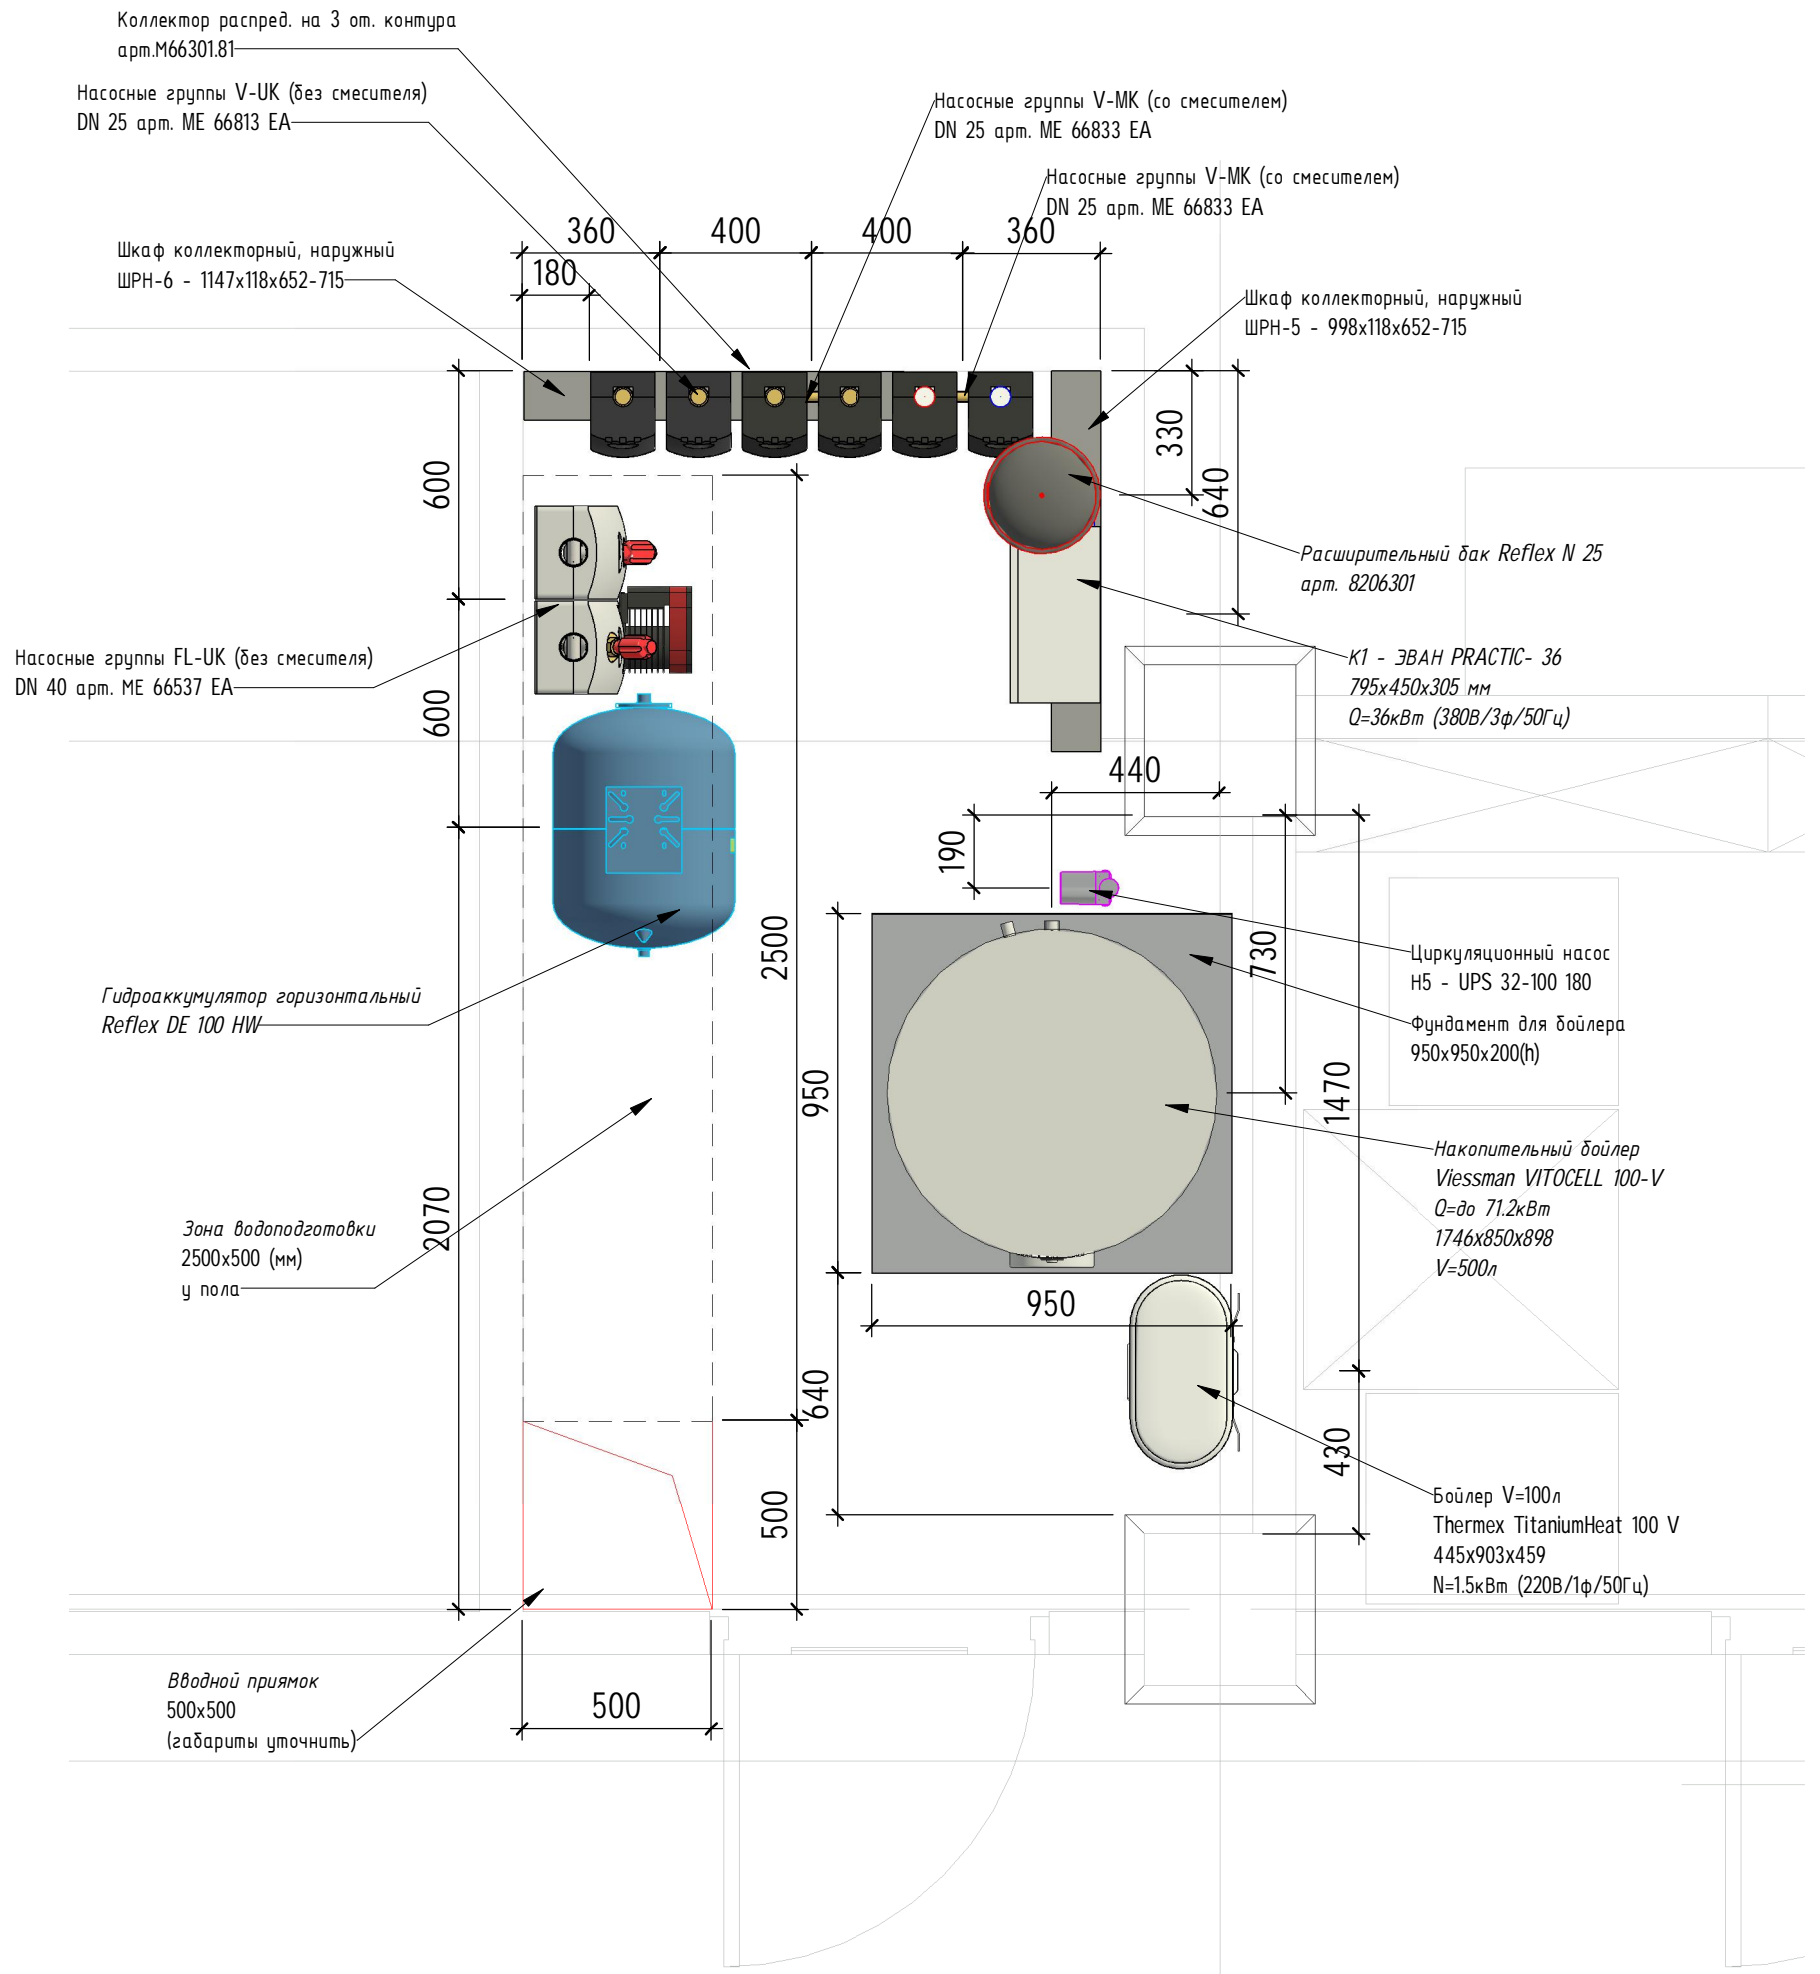 Коллектор распред. на 3 от. контура
арт.М66301.81
Насосные группы V-UK (без смесителя)
DN 25 арт. ME 66813 EA
Насосные группы V-MK (со смесителем)
DN 25 арт. ME 66833 EA
Насосные группы V-MK (со смесителем)
DN 25 арт. ME 66833 EA
Шкаф коллекторный, наружный
ШРН-6 - 1147x118x652-715
360
400
400
360
180
Шкаф коллекторный, наружный
ШРН-5 - 998x118x652-715
330
640
600
Расширительный бак Reflex N 25
арт. 8206301
K1 - ЭВАН PRACTIC- 36
795x450x305 мм
Q=36кВт (380В/3ф/50Гц)
Насосные группы FL-UK (без смесителя)
DN 40 арт. ME 66537 EA
600
440
190
2500
730
Циркуляционный насос
H5 - UPS 32-100 180
Гидроаккумулятор горизонтальный
Reflex DE 100 HW
Фундамент для бойлера
950x950x200(h)
950
1470
Накопительный бойлер
Viessman VITOCELL 100-V
Q=до 71.2кВт
1746x850x898
V=500л
2070
Зона водоподготовки
2500x500 (мм)
у пола
950
640
430
500
Бойлер V=100л
Thermex TitaniumHeat 100 V
445x903x459
N=1.5кВт (220В/1ф/50Гц)
Вводной приямок
500x500
(габариты уточнить)
500